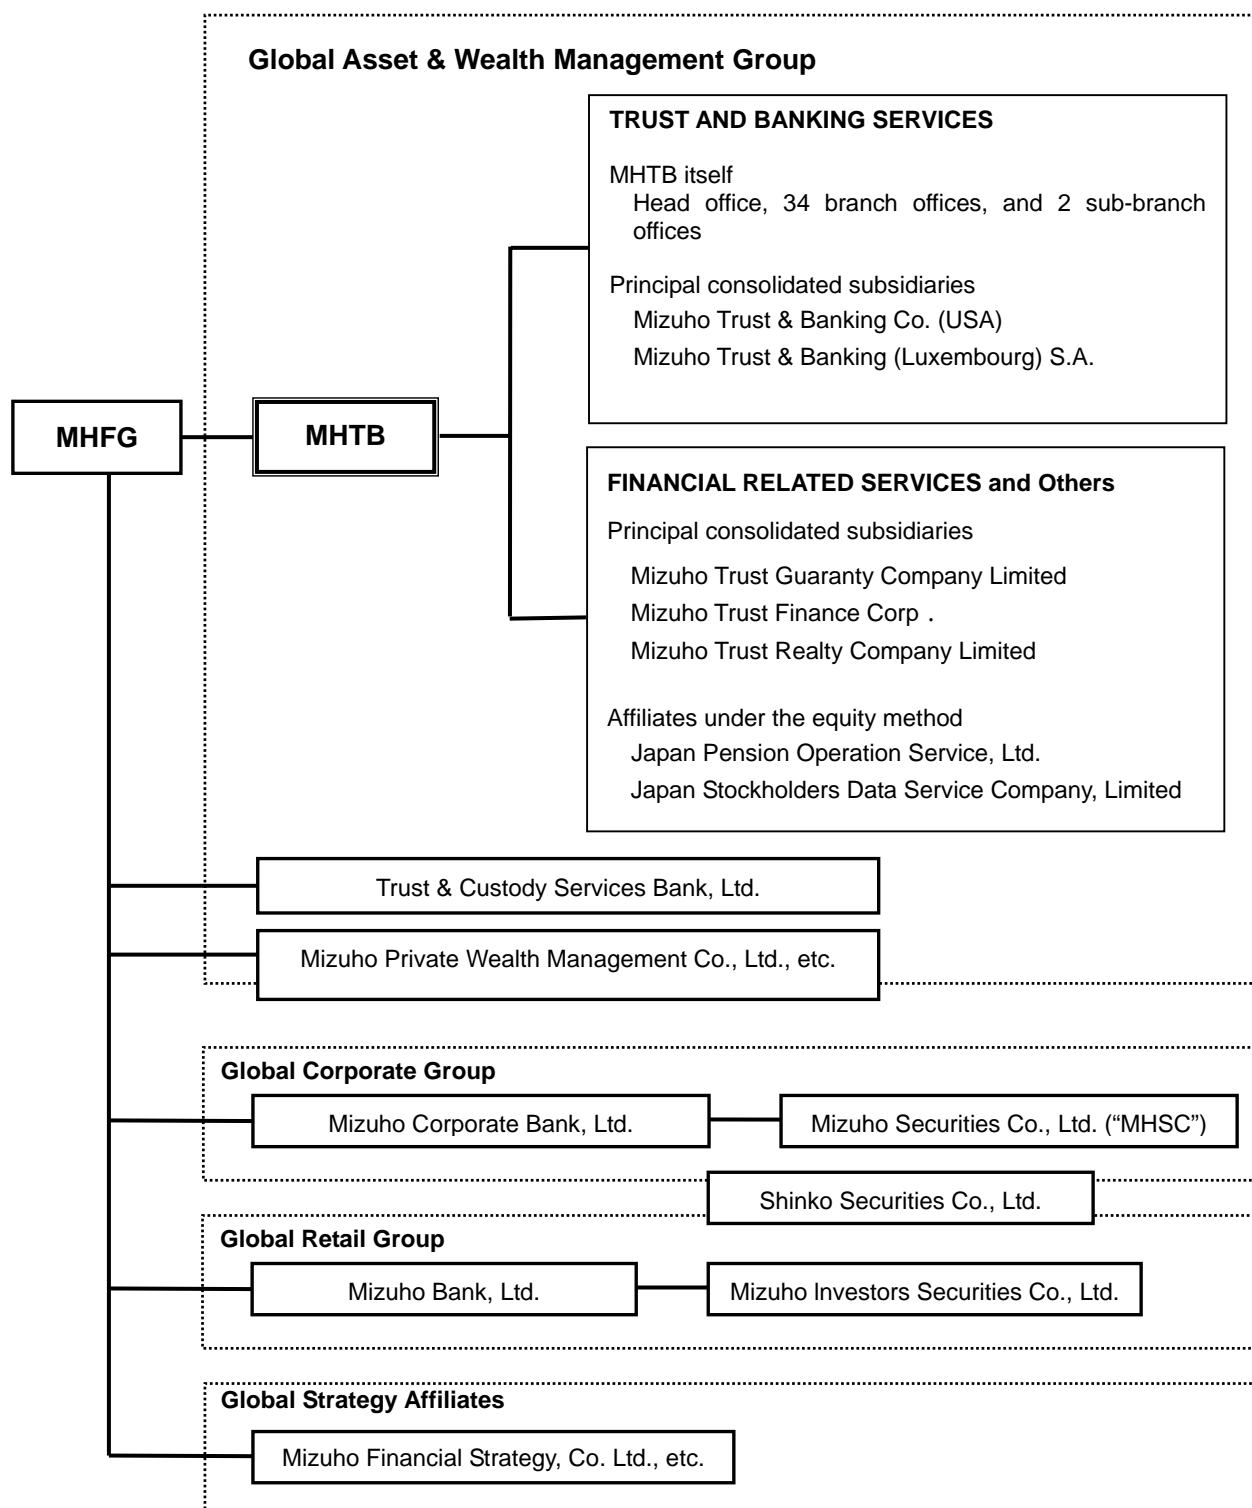 Global Asset & Wealth Management Group
TRUST AND BANKING SERVICES
MHTB itself
Head office, 34 branch offices, and 2 sub-branch
offices
Principal consolidated subsidiaries
Mizuho Trust & Banking Co. (USA)
Mizuho Trust & Banking (Luxembourg) S.A.
MHFG
MHTB
FINANCIAL RELATED SERVICES and Others
Principal consolidated subsidiaries
Mizuho Trust Guaranty Company Limited
Mizuho Trust Finance Corp .
Mizuho Trust Realty Company Limited
Affiliates under the equity method
Japan Pension Operation Service, Ltd.
Japan Stockholders Data Service Company, Limited
Trust & Custody Services Bank, Ltd.
Mizuho Private Wealth Management Co., Ltd., etc.
Global Corporate Group
Mizuho Corporate Bank, Ltd.
Mizuho Securities Co., Ltd. (“MHSC”)
Shinko Securities Co., Ltd.
Global Retail Group
Mizuho Bank, Ltd.
Mizuho Investors Securities Co., Ltd.
Global Strategy Affiliates
Mizuho Financial Strategy, Co. Ltd., etc.